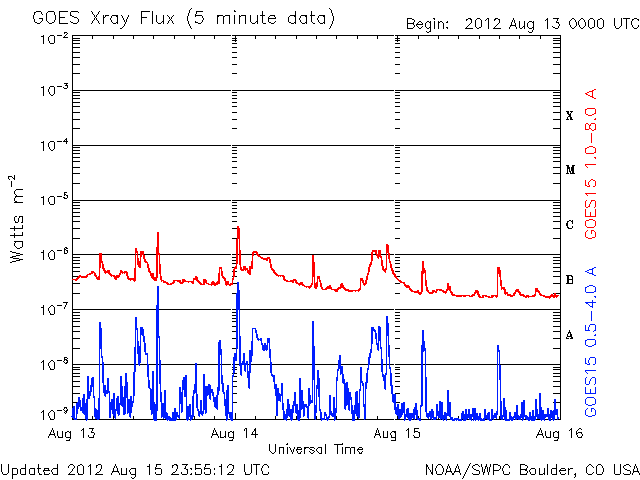 GOES Xray Flux (5 minute data)
Begin: 2012 Aug 13 0000 UTC
10-2
10-3
10-4
10-5
10-6
10-7
10-8
10-9
Watts m-2
X
M
C
B
A
GOES15 1.0-8.0 A
GOES15 0.5-4.0 A
Aug 13
Aug 14
Aug 15
Aug 16
Universal Time
Updated 2012 Aug 15 23:55:12 UTC
NOAA/SWPC Boulder, CO USA